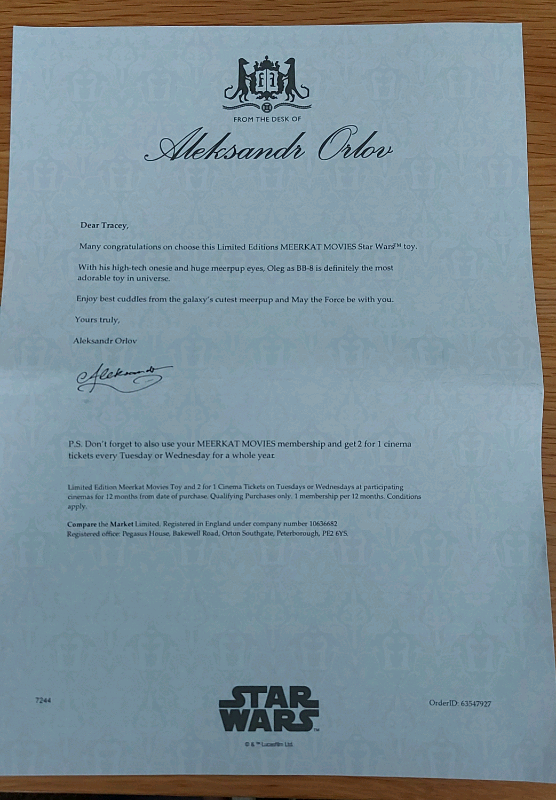 FROM THE DESK OF
Aleksandr Orlov
Dear Tracey,
Many congratulations on choose this Limited Editions MEERKAT MOVIES Star Wars™ toy.
With his high-tech onesie and huge meerpup eyes, Oleg as BB-8 is definitely the most
adorable toy in universe.
Enjoy best cuddles from the galaxy's cutest meerpup and May the Force be with you.
Yours truly,
Aleksandr Orlov
Aleksandr
P.S. Don't forget to also use your MEERKAT MOVIES membership and get 2 for 1 cinema
tickets every Tuesday or Wednesday for a whole year.
Limited Edition Meerkat Movies Toy and 2 for 1 Cinema Tickets on Tuesdays or Wednesdays at participating
cinemas for 12 months from date of purchase. Qualifying Purchases only. 1 membership per 12 months. Conditions
apply.
Compare the Market Limited. Registered in England under company number 10636682
Registered office: Pegasus House, Bakewell Road, Orton Southgate, Peterborough, PE2 6YS.
7244
STAR
WARS™
OrderID: 63547927
© & ™ Lucasfilm Ltd.